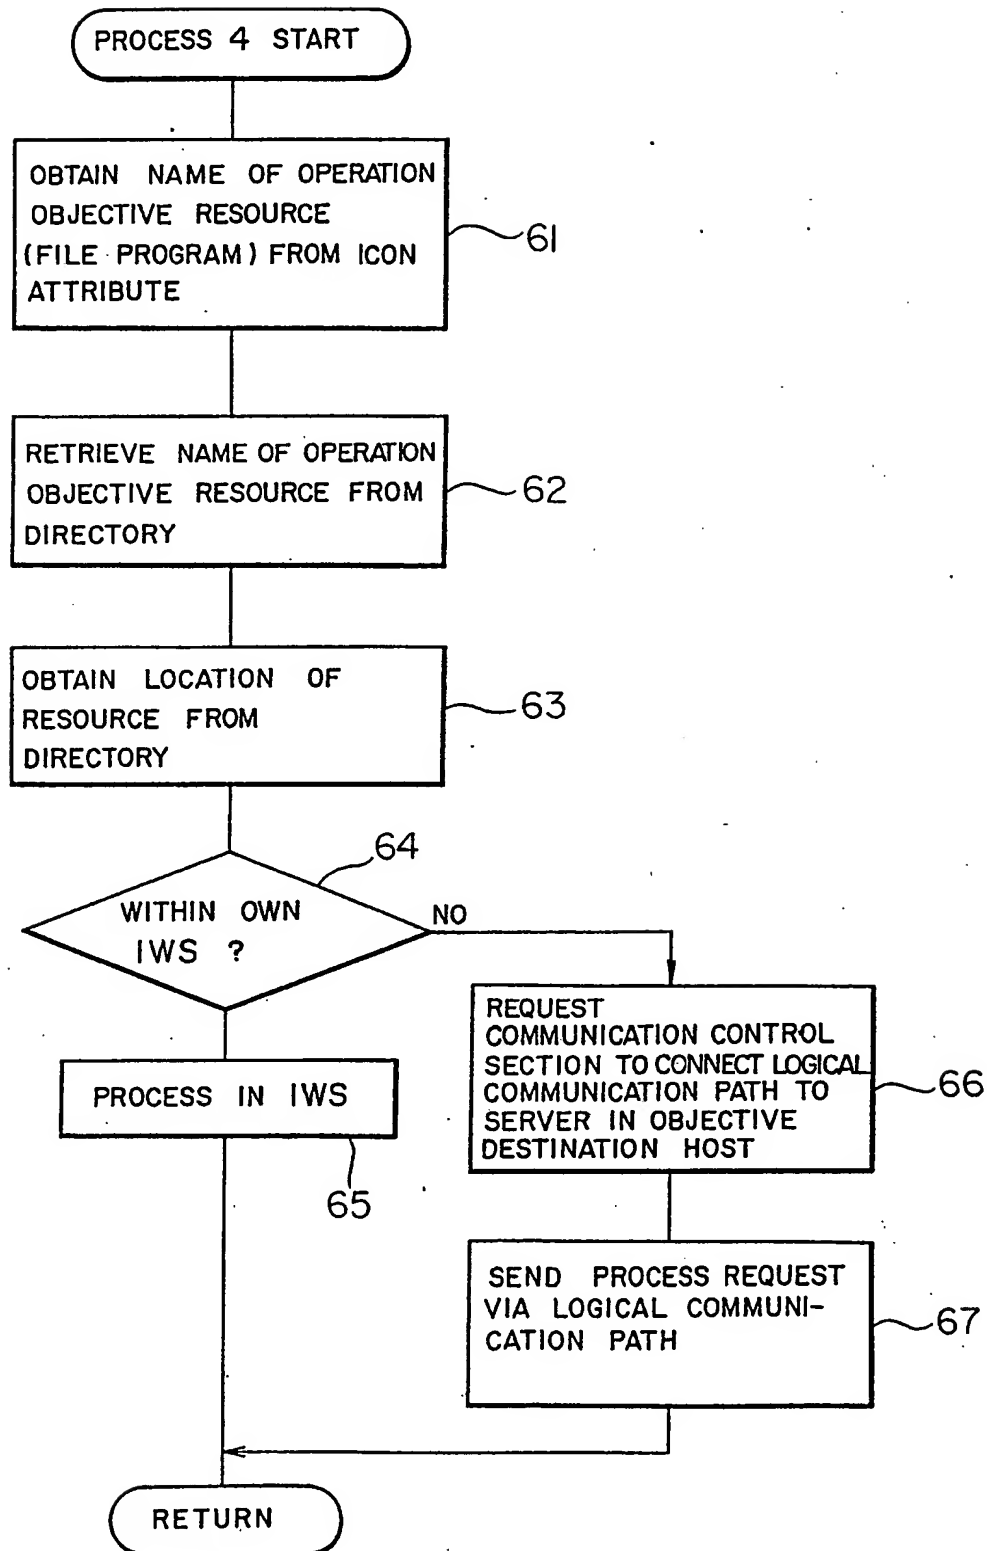 PROCESS 4 START
OBTAIN NAME OF OPERATION
OBJECTIVE RESOURCE
(FILE PROGRAM) FROM ICON
ATTRIBUTE
61
RETRIEVE NAME OF OPERATION
OBJECTIVE RESOURCE FROM
DIRECTORY
62
OBTAIN LOCATION OF
RESOURCE FROM
DIRECTORY
63
64
WITHIN OWN
IWS ?
NO
PROCESS IN IWS
65
REQUEST
COMMUNICATION CONTROL
SECTION TO CONNECT LOGICAL
COMMUNICATION PATH TO
SERVER IN OBJECTIVE
DESTINATION HOST
66
SEND PROCESS REQUEST
VIA LOGICAL COMMUNI-
CATION PATH
67
RETURN